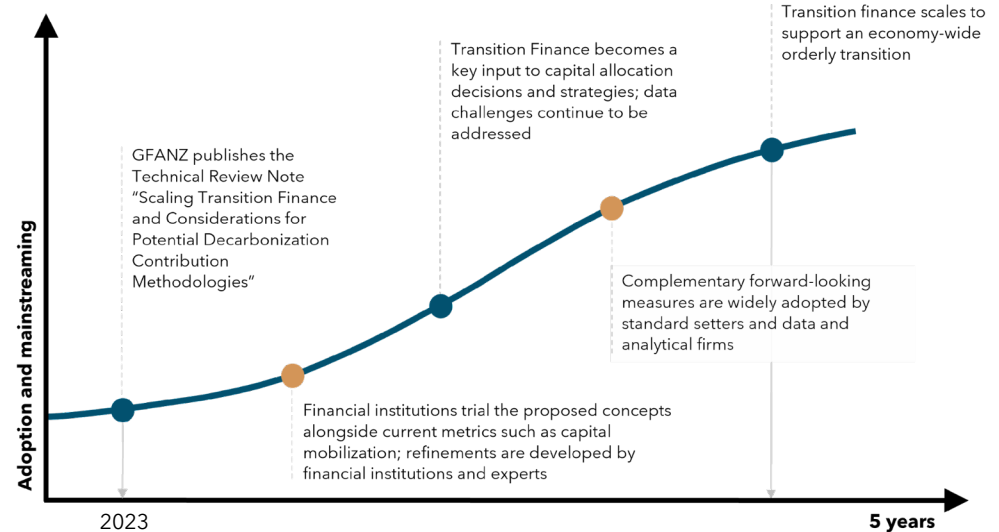 Transition finance scales to
support an economy-wide
orderly transition
Transition Finance becomes a
key input to capital allocation
decisions and strategies; data
challenges continue to be
addressed
GFANZ publishes the
Technical Review Note
“Scaling Transition Finance
and Considerations for
Potential Decarbonization
Contribution
Methodologies”
Complementary forward-looking
measures are widely adopted by
standard setters and data and
analytical firms
Financial institutions trial the proposed concepts
alongside current metrics such as capital
mobilization; refinements are developed by
financial institutions and experts
Adoption and mainstreaming
2023
5 years